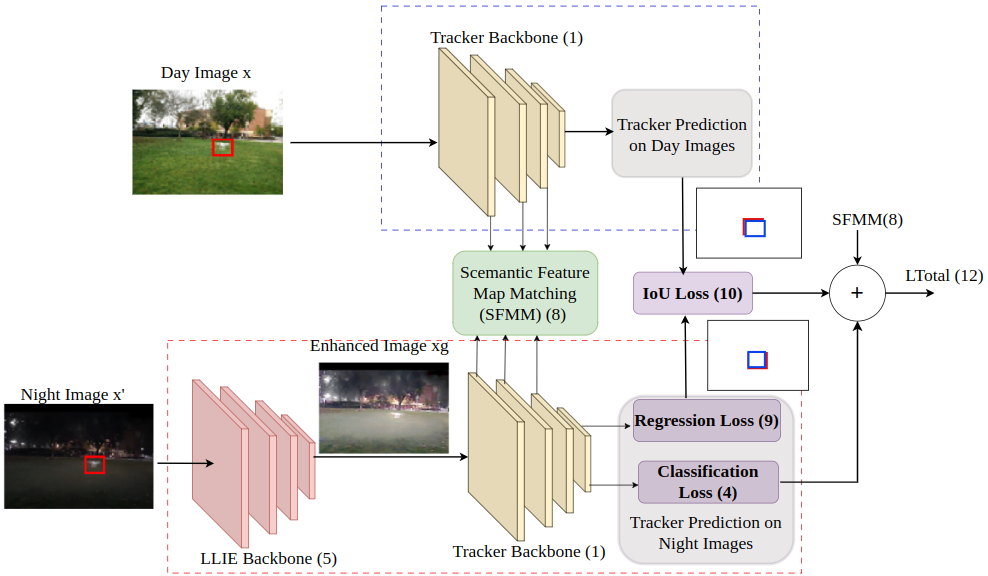 Tracker Backbone (1)
Day Image x
Tracker Prediction
on Day Images
SFMM(8)
Scemantic Feature
Map Matching
(SFMM) (8)
IoU Loss (10)
+
LTotal (12)
Enhanced Image xg
Night Image x'
Regression Loss (9)
Classification
Loss (4)
Tracker Prediction on
Night Images
LLIE Backbone (5)
Tracker Backbone (1)